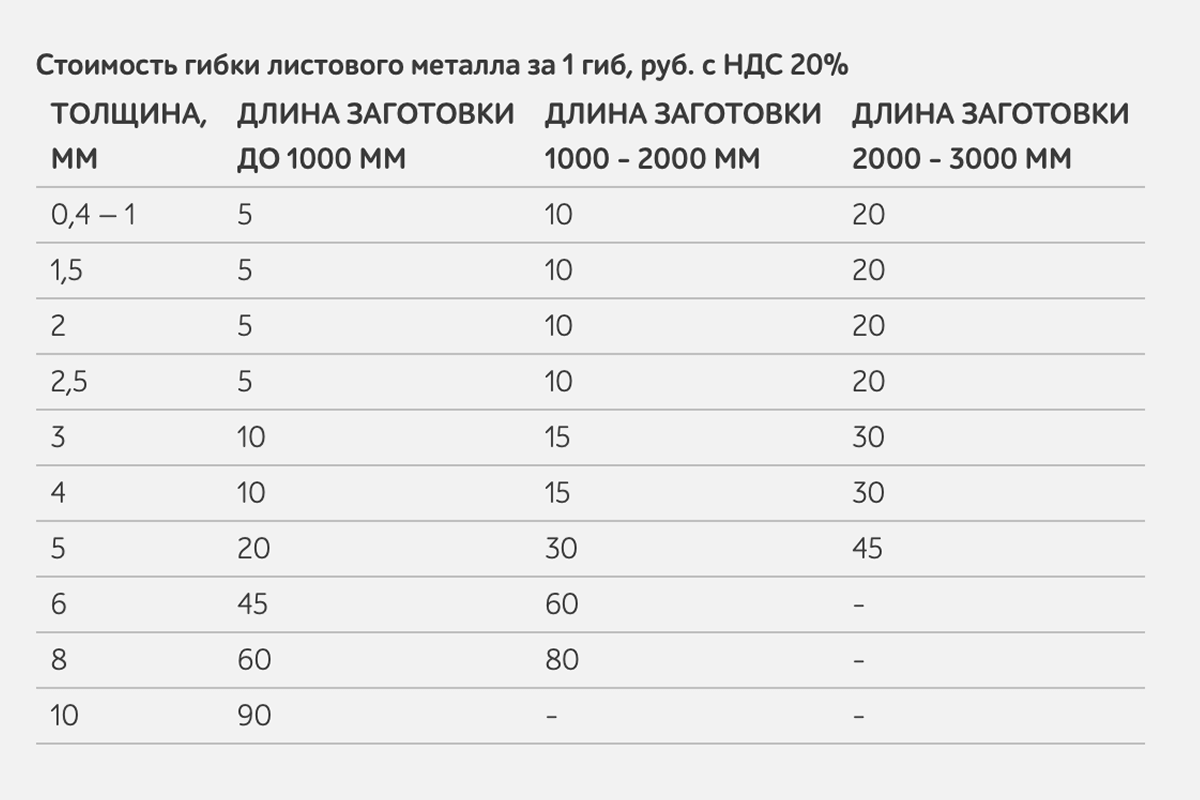 Стоимость гибки листового металла за 1 гиб, руб. с НДС 20%
ТОЛЩИНА, ДЛИНА ЗАГОТОВКИ ДЛИНА ЗАГОТОВКИ ДЛИНА ЗАГОТОВКИ
ММ ДО 1000 ММ 1000 - 2000 ММ 2000 - 3000 ММ
0,4 – 1 5 10 20
1,5 5 10 20
2 5 10 20
2,5 5 10 20
3 10 15 30
4 10 15 30
5 20 30 45
6 45 60 -
8 60 80 -
10 90 - -